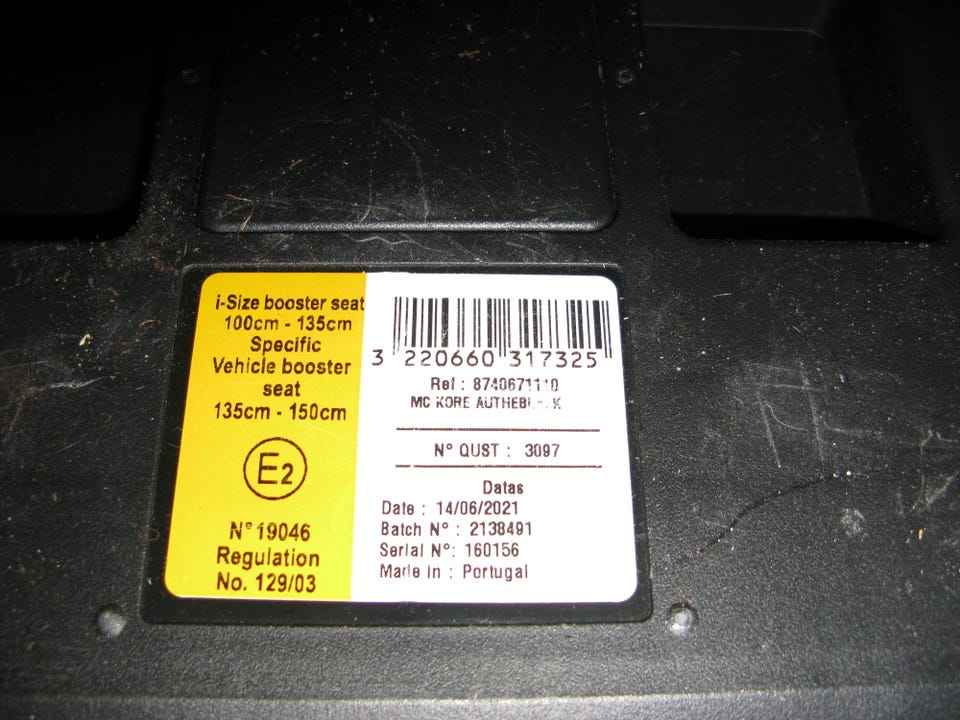 i-Size booster seat
100cm - 135cm
Specific
Vehicle booster
seat
135cm - 150cm
E2
N° 19046
Regulation
No. 129/03
3 220660 317325
Ref : 8740671110
MC KORE
N° QUST : 3097
Datas
Date : 14/06/2021
Batch N° : 2138491
Serial N°: 160156
Made in : Portugal